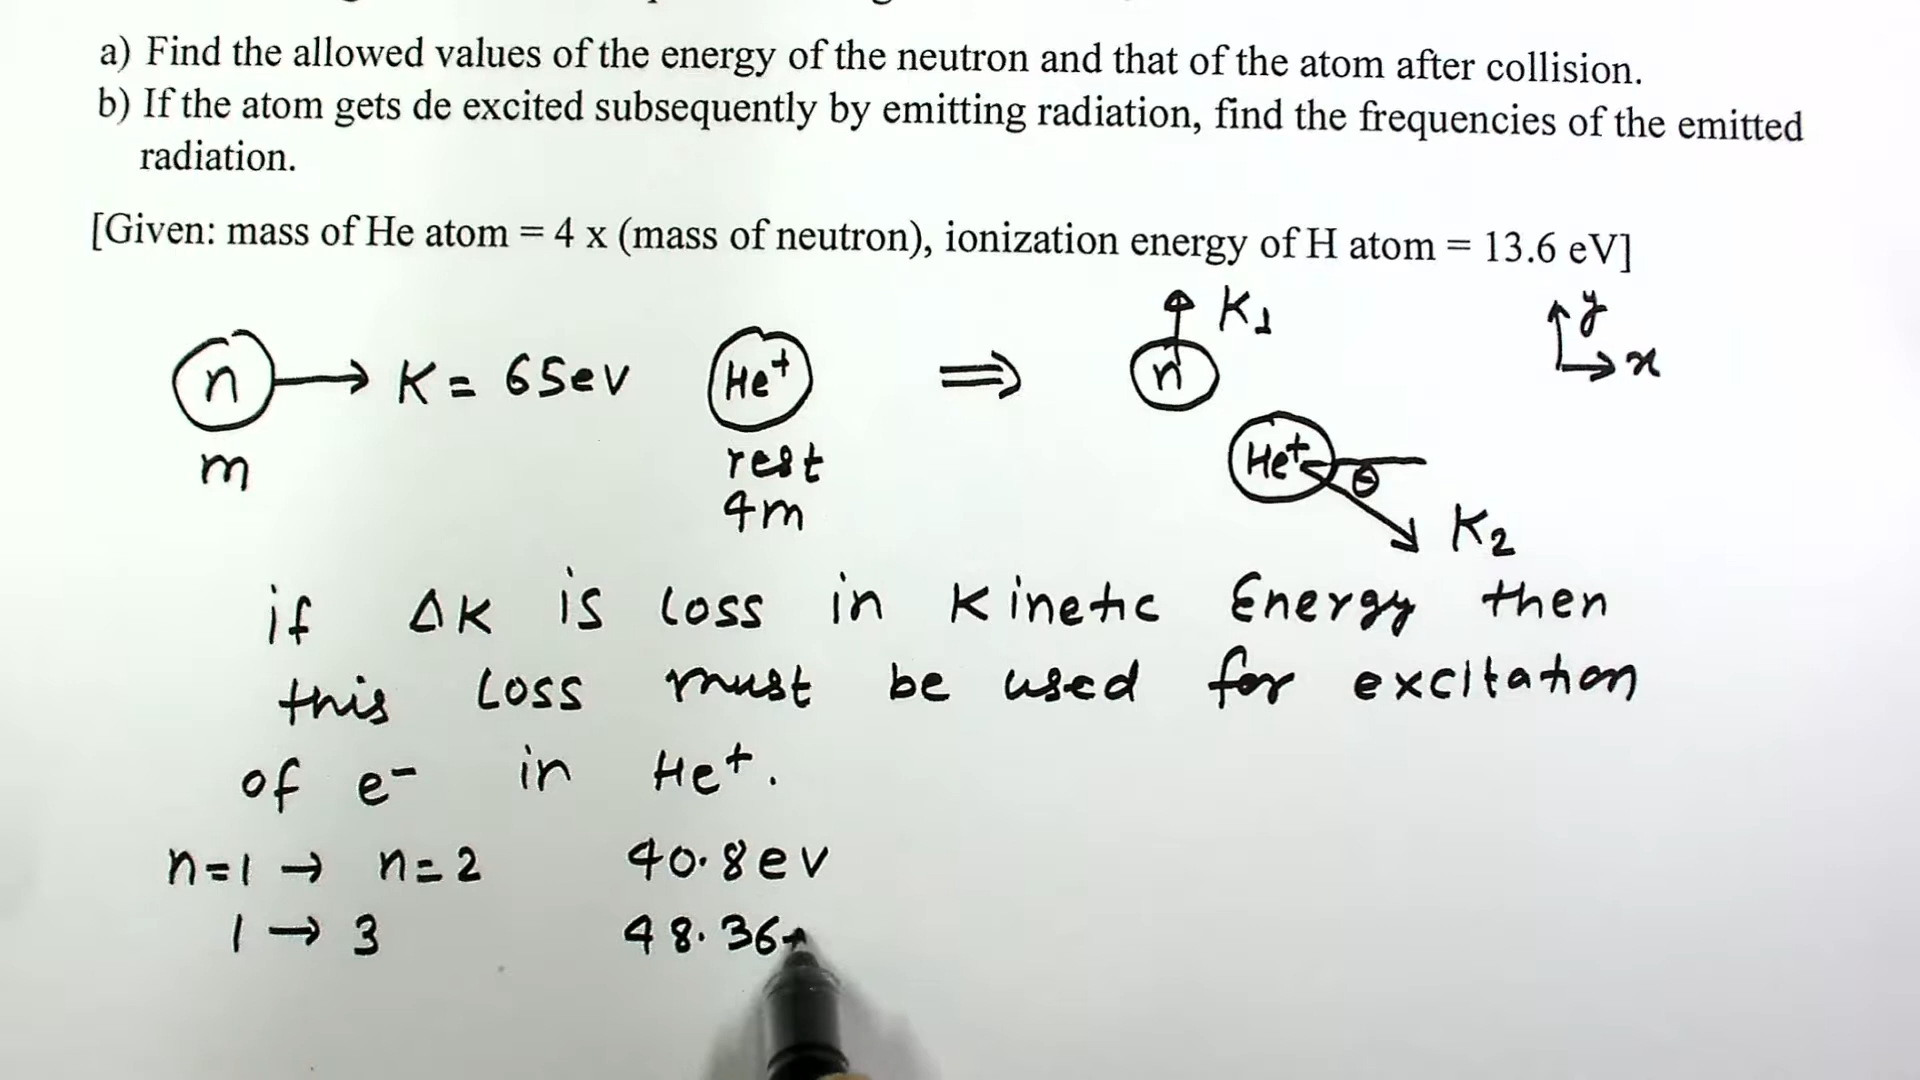 a) Find the allowed values of the energy of the neutron and that of the atom after collision.
b) If the atom gets de excited subsequently by emitting radiation, find the frequencies of the emitted
radiation.
[Given: mass of He atom = 4 x (mass of neutron), ionization energy of H atom = 13.6 eV]
n → K = 65ev He⁺ ⇒ n K₁ y x
m rest
4m
He⁺ θ K₂
if ΔK is loss in Kinetic Energy then
this Loss must be used for excitation
of e⁻ in He⁺.
n=1 → n=2 40.8ev
1 → 3 48.36